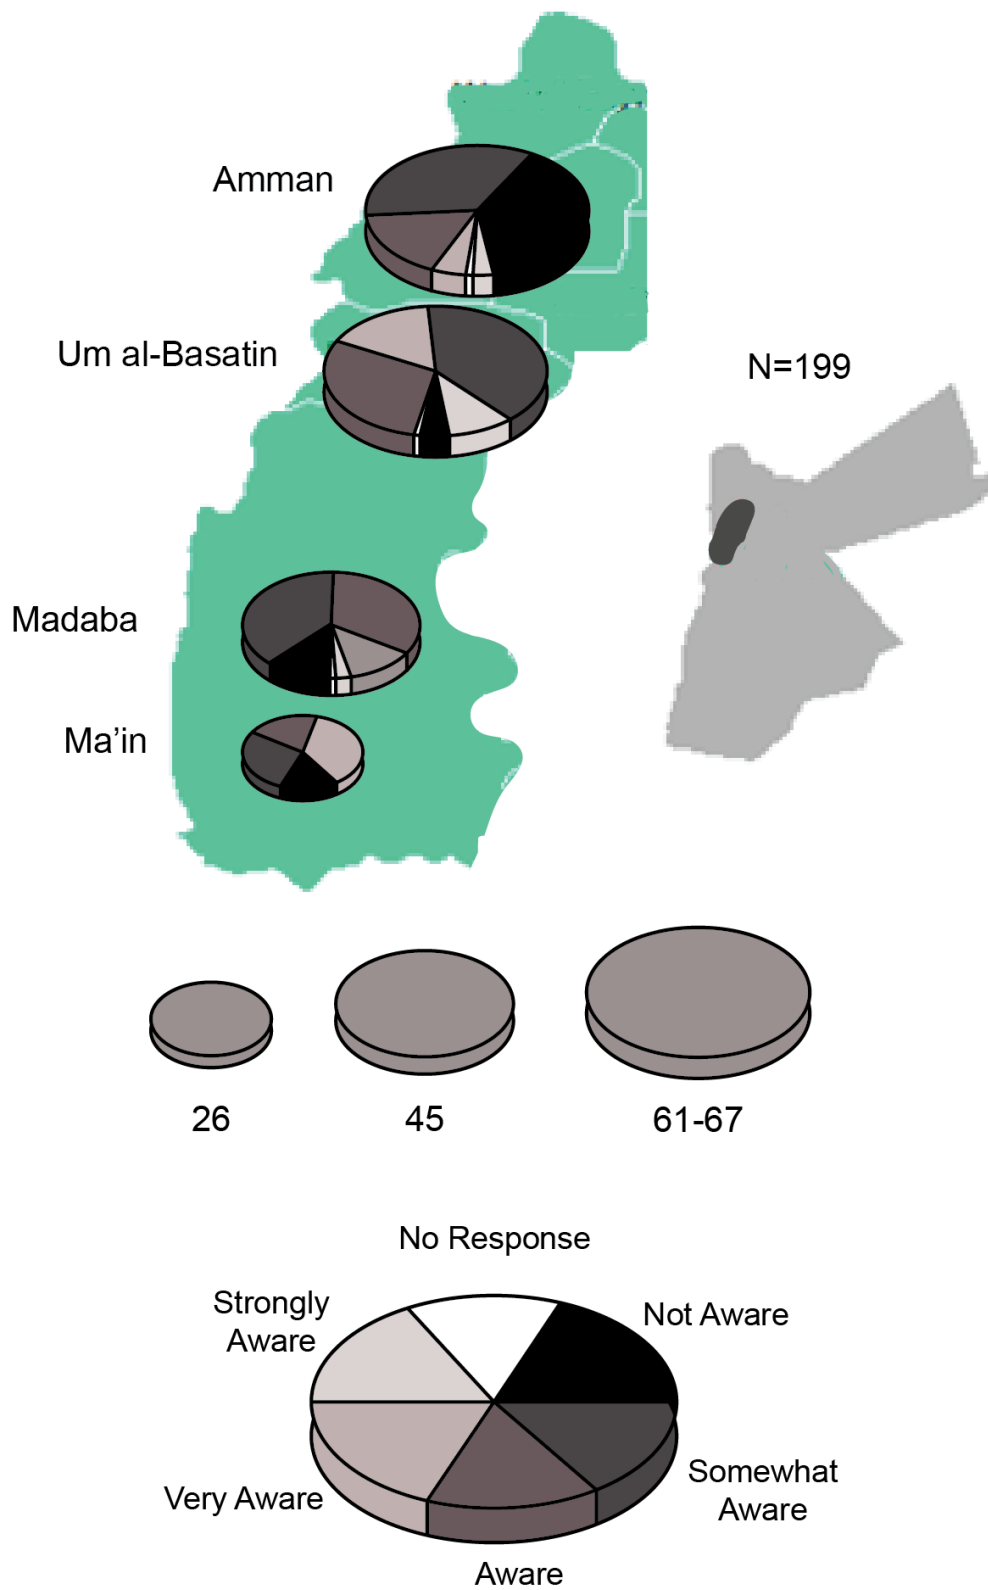 Amman
Um al-Basatin
N=199
Madaba
Ma’in
26
45
61-67
No Response
Strongly
Aware
Not Aware
Very Aware
Somewhat
Aware
Aware